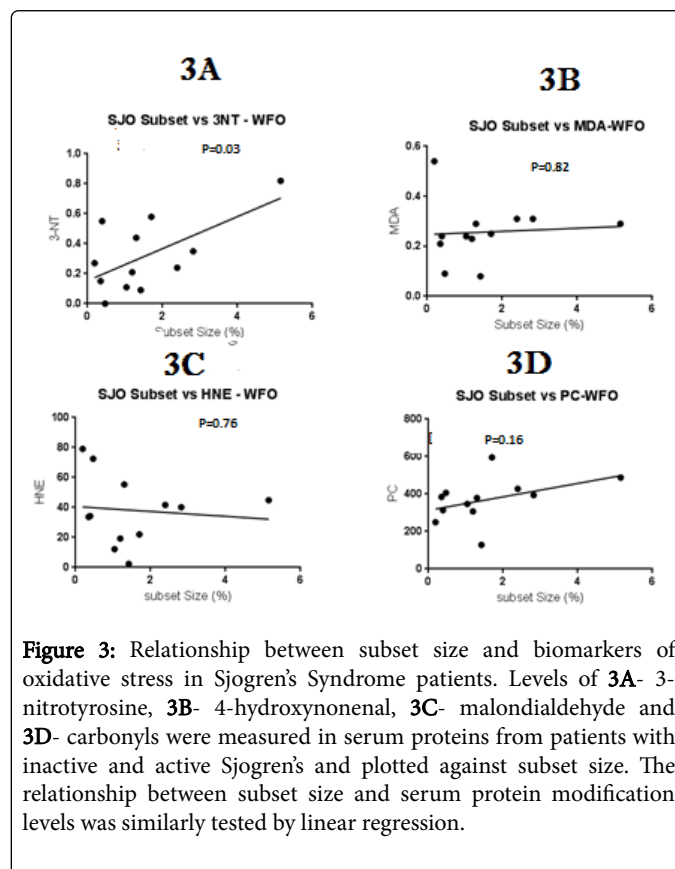 3A
SJO Subset vs 3NT - WFO
P=0.03
1.0
0.8
0.6
0.4
0.2
0.0
3-NT
0 2 4 6
Subset Size (%)
3B
SJO Subset vs MDA-WFO
P=0.82
0.6
0.4
0.2
0.0
MDA
0 2 4 6
Subset Size (%)
3C
SJO Subset vs HNE - WFO
P=0.76
100
80
60
40
20
0
HNE
0 2 4 6
subset Size (%)
3D
SJO Subset vs PC-WFO
P=0.16
800
600
400
200
0
PC
0 2 4 6
subset Size (%)
Figure 3: Relationship between subset size and biomarkers of
oxidative stress in Sjogren's Syndrome patients. Levels of 3A- 3-
nitrotyrosine, 3B- 4-hydroxynonenal, 3C- malondialdehyde and
3D- carbonyls were measured in serum proteins from patients with
inactive and active Sjogren's and plotted against subset size. The
relationship between subset size and serum protein modification
levels was similarly tested by linear regression.